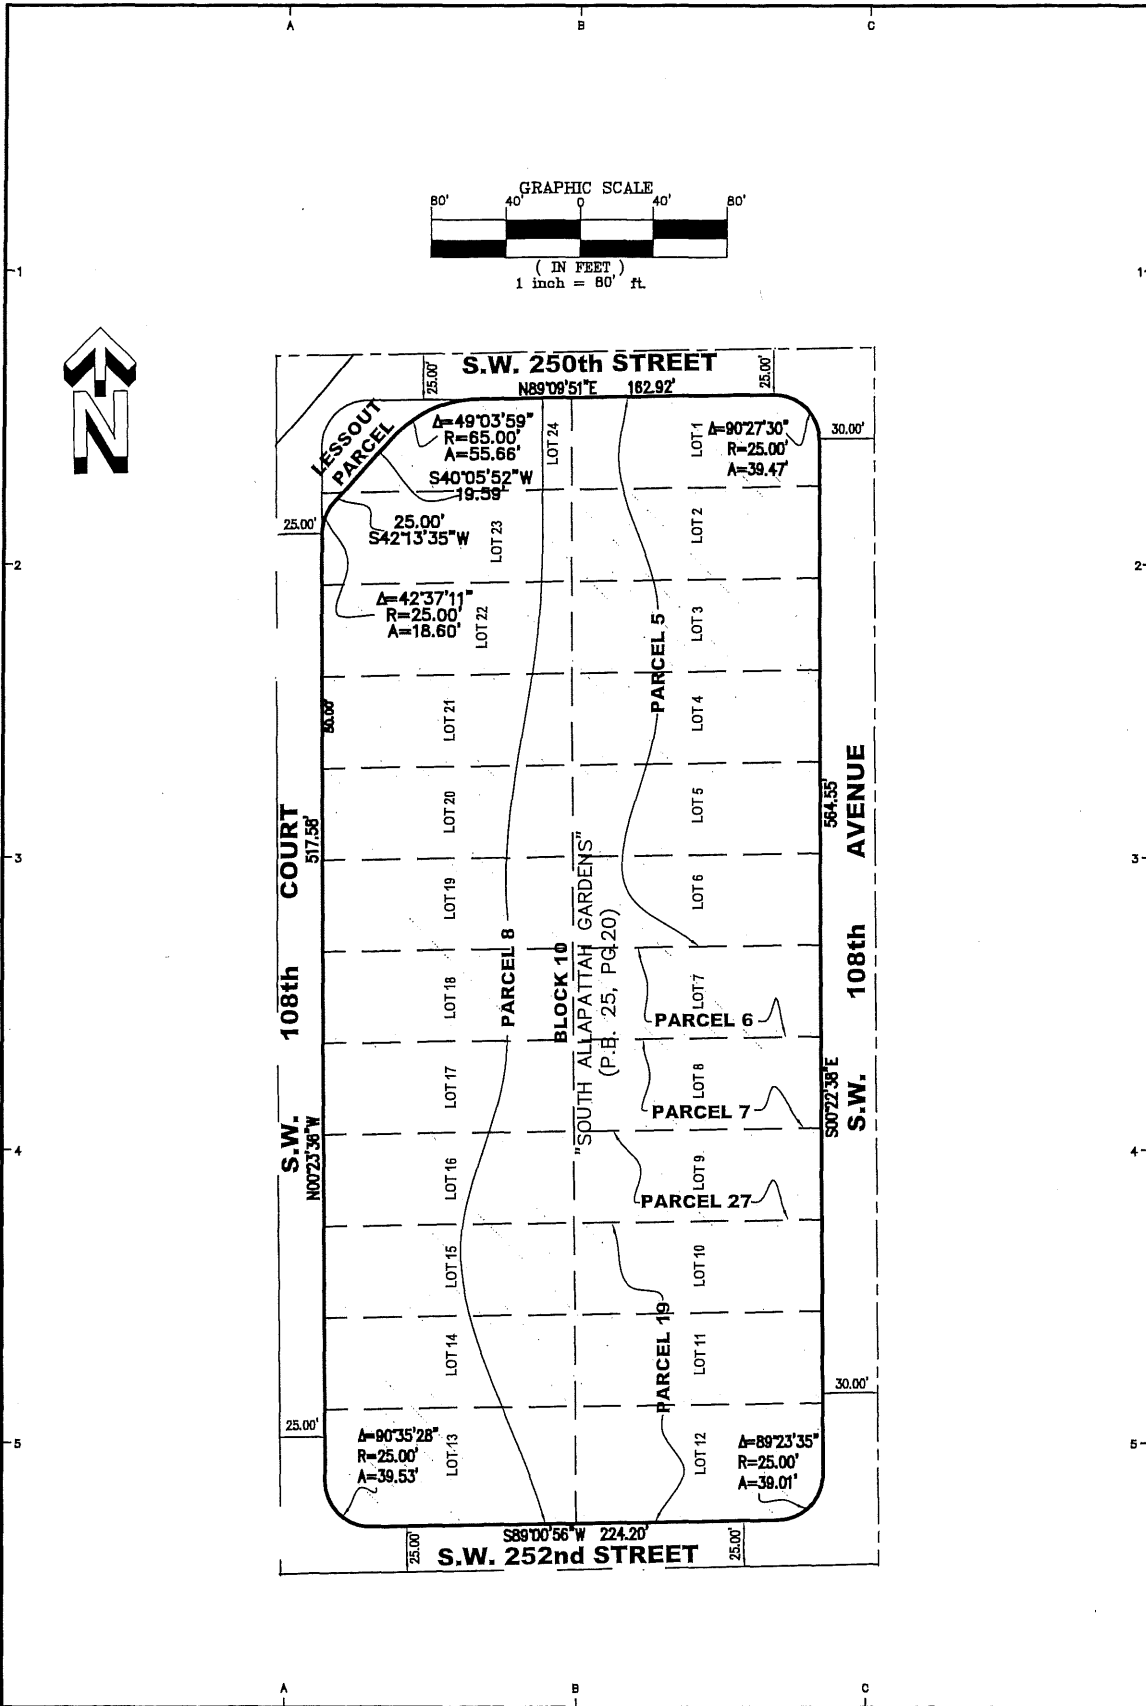 A
B
C
GRAPHIC SCALE
80'
40'
0
40'
80'
( IN FEET )
1 inch = 80' ft.
1
1
N
S.W. 250th STREET
25.00'
25.00'
N89°09'51"E 162.92'
LESSOUT
PARCEL
Δ=49°03'59"
R=65.00'
A=55.66'
S40°05'52"W
19.59'
LOT 24
LOT 1
Δ=90°27'30"
R=25.00'
A=39.47'
30.00'
25.00'
25.00'
S42°13'35"W
LOT 23
LOT 2
2
2
Δ=42°37'11"
R=25.00'
A=18.60'
LOT 22
LOT 3
PARCEL 5
50.00'
LOT 21
LOT 4
LOT 20
LOT 5
564.55'
S.W. 108th COURT
517.58'
N00°23'36"W
3
3
LOT 19
LOT 6
S.W. 108th AVENUE
S00°22'38"E
PARCEL 8
BLOCK 10
"SOUTH ALLAPATTAH GARDENS"
(P.B. 25, PG.20)
LOT 18
LOT 7
PARCEL 6
LOT 17
LOT 8
PARCEL 7
4
4
LOT 16
LOT 9
PARCEL 27
LOT 15
LOT 10
PARCEL 19
LOT 14
LOT 11
30.00'
25.00'
5
5
Δ=90°35'28"
R=25.00'
A=39.53'
LOT 13
LOT 12
Δ=89°23'35"
R=25.00'
A=39.01'
S89°00'56"W 224.20'
25.00'
25.00'
S.W. 252nd STREET
A
B
C